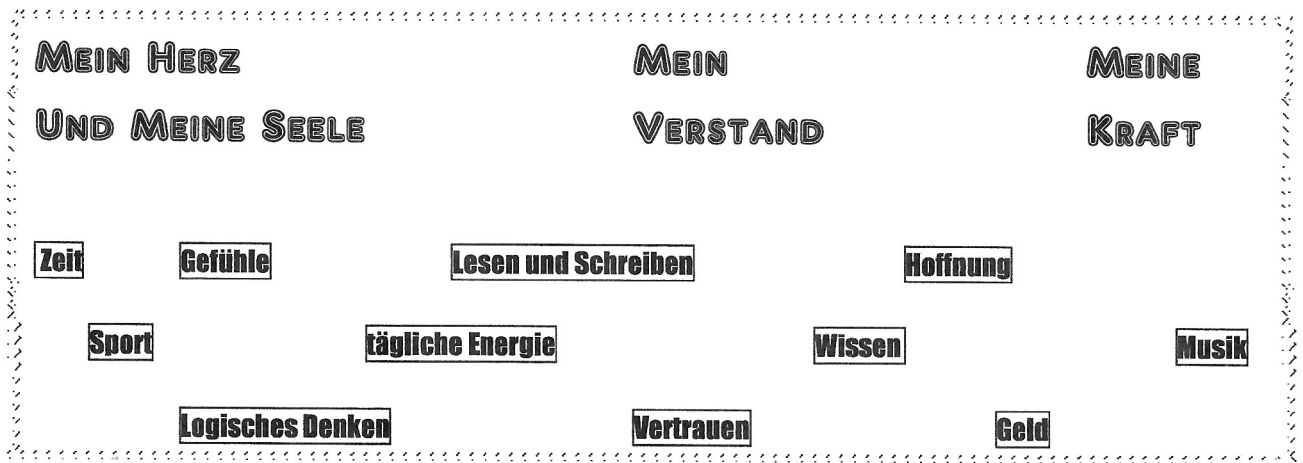 MEIN HERZ MEIN MEINE
UND MEINE SEELE VERSTAND KRAFT
Zeit Gefühle Lesen und Schreiben Hoffnung
Sport tägliche Energie Wissen Musik
Logisches Denken Vertrauen Geld